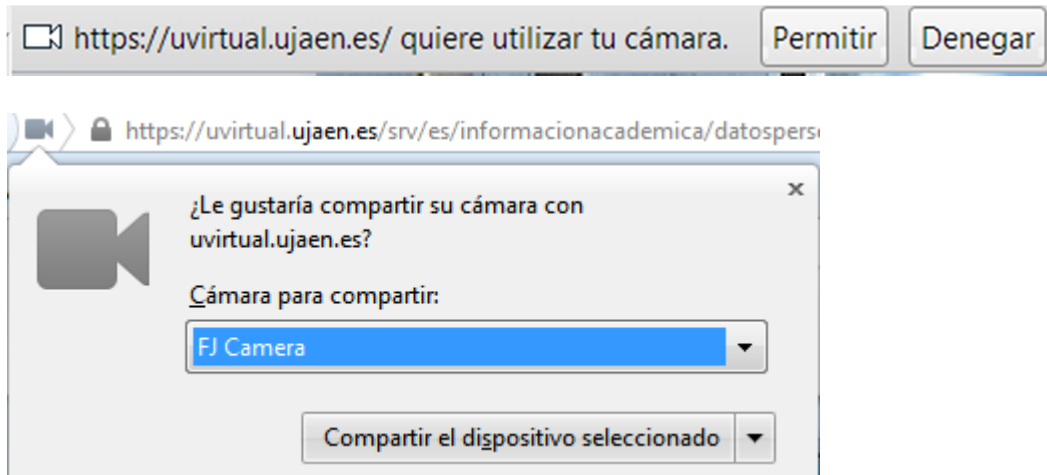 https://uvirtual.ujaen.es/ quiere utilizar tu cámara. Permitir Denegar
https://uvirtual.ujaen.es/srv/es/informacionacademica/datosperso
¿Le gustaría compartir su cámara con
uvirtual.ujaen.es?
Cámara para compartir:
FJ Camera
Compartir el dispositivo seleccionado